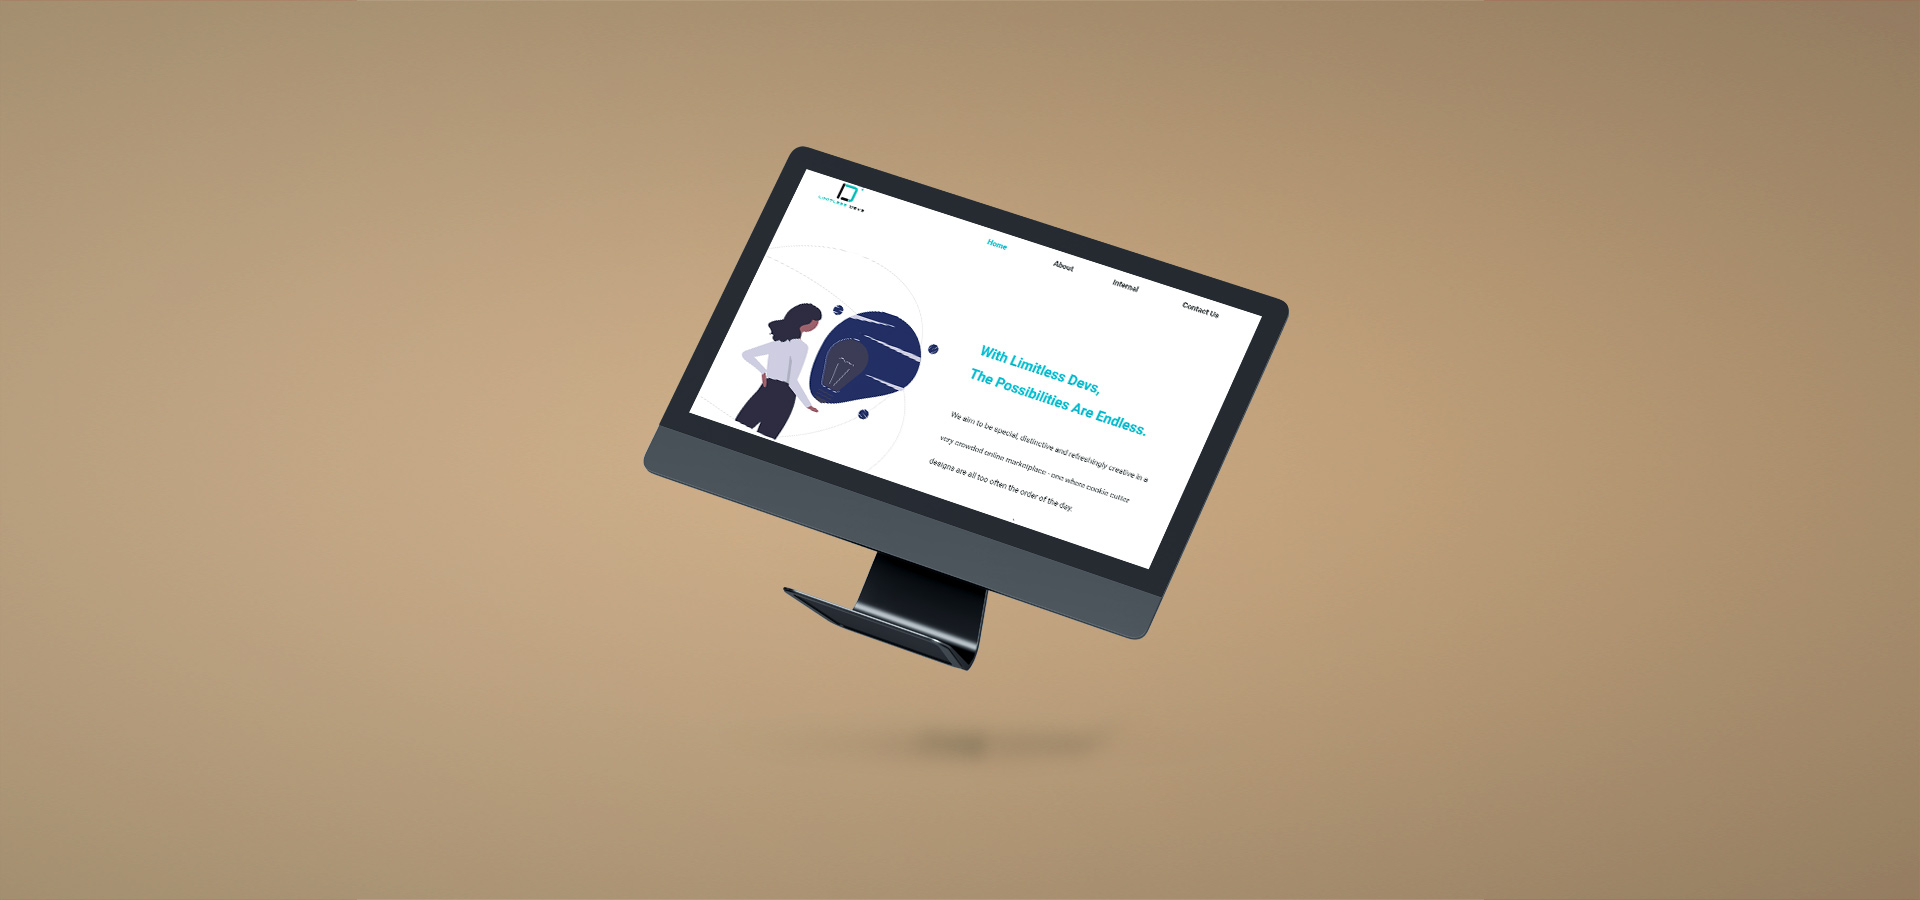 LIMITLESS DEVS
Home
About
Internal
Contact Us
With Limitless Devs,
The Possibilities Are Endless.
We aim to be special, distinctive and refreshingly creative in a
very crowded online marketplace - one where cookie cutter
designs are all too often the order of the day.